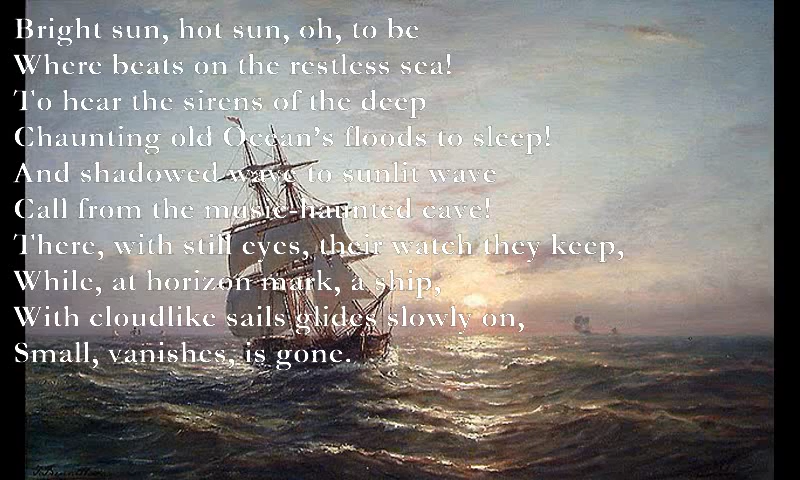 Bright sun, hot sun, oh, to be
Where beats on the restless sea!
To hear the sirens of the deep
Chaunting old Ocean's floods to sleep!
And shadowed wave to sunlit wave
Call from the music-haunted cave!
There, with still eyes, their watch they keep,
While, at horizon mark, a ship,
With cloudlike sails glides slowly on,
Small, vanishes, is gone.